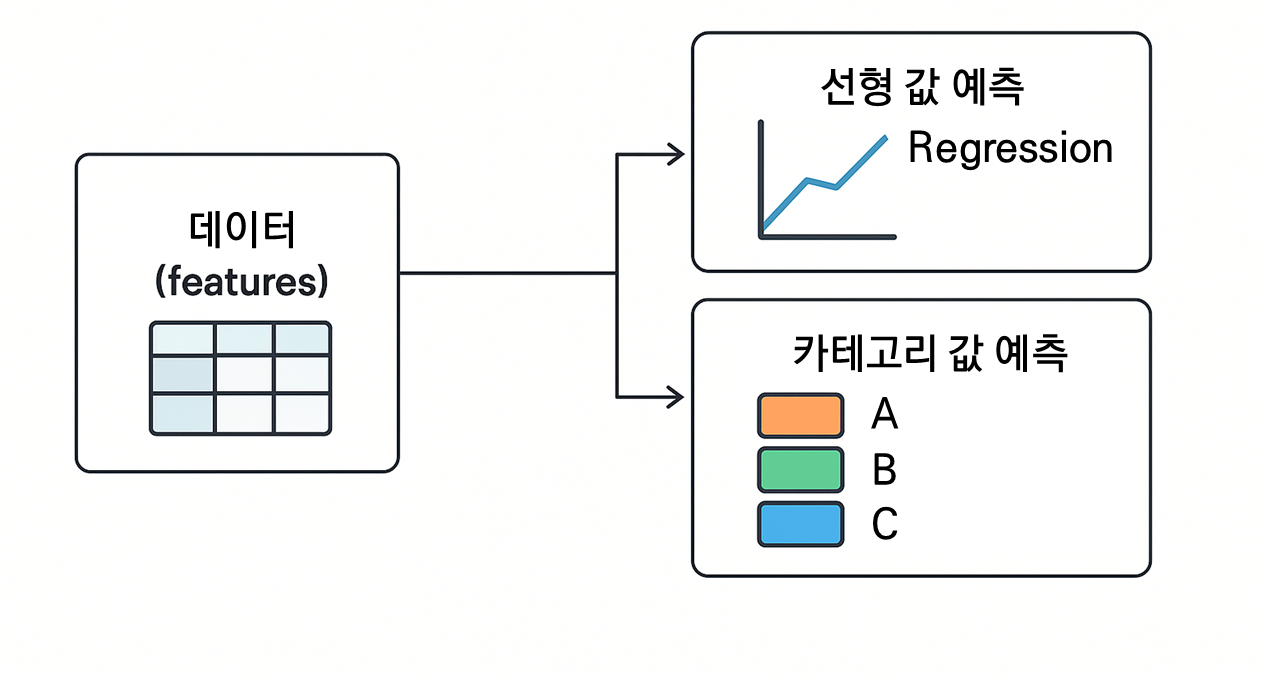 데이터
(features)
선형 값 예측
Regression
카테고리 값 예측
A
B
C